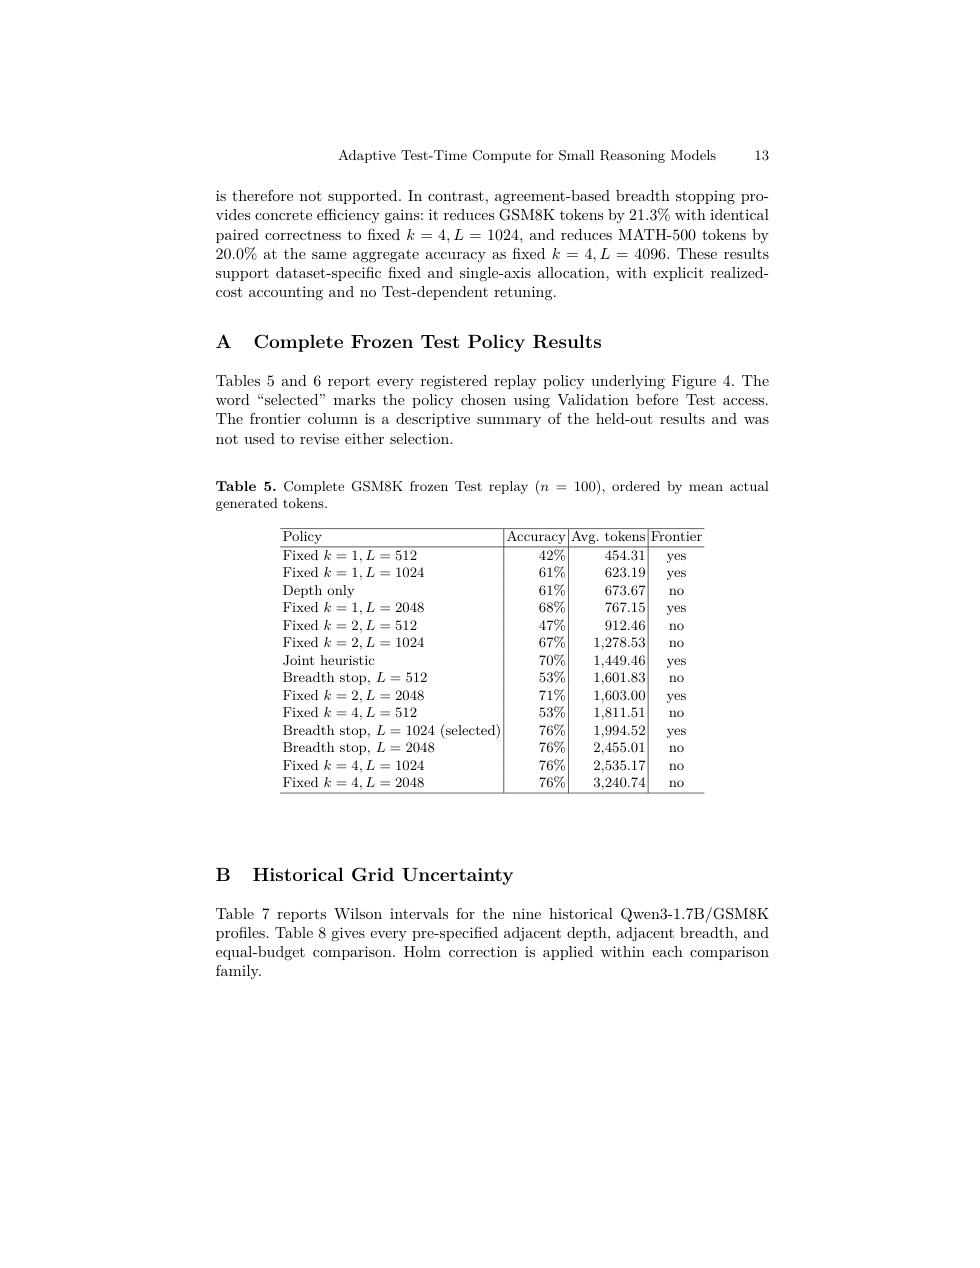 Adaptive Test-Time Compute for Small Reasoning Models 13
is therefore not supported. In contrast, agreement-based breadth stopping pro-
vides concrete efficiency gains: it reduces GSM8K tokens by 21.3% with identical
paired correctness to fixed k = 4, L = 1024, and reduces MATH-500 tokens by
20.0% at the same aggregate accuracy as fixed k = 4, L = 4096. These results
support dataset-specific fixed and single-axis allocation, with explicit realized-
cost accounting and no Test-dependent retuning.
A Complete Frozen Test Policy Results
Tables 5 and 6 report every registered replay policy underlying Figure 4. The
word “selected” marks the policy chosen using Validation before Test access.
The frontier column is a descriptive summary of the held-out results and was
not used to revise either selection.
Table 5. Complete GSM8K frozen Test replay (n = 100), ordered by mean actual
generated tokens.
Policy Accuracy Avg. tokens Frontier
Fixed k = 1, L = 512 42% 454.31 yes
Fixed k = 1, L = 1024 61% 623.19 yes
Depth only 61% 673.67 no
Fixed k = 1, L = 2048 68% 767.15 yes
Fixed k = 2, L = 512 47% 912.46 no
Fixed k = 2, L = 1024 67% 1,278.53 no
Joint heuristic 70% 1,449.46 yes
Breadth stop, L = 512 53% 1,601.83 no
Fixed k = 2, L = 2048 71% 1,603.00 yes
Fixed k = 4, L = 512 53% 1,811.51 no
Breadth stop, L = 1024 (selected) 76% 1,994.52 yes
Breadth stop, L = 2048 76% 2,455.01 no
Fixed k = 4, L = 1024 76% 2,535.17 no
Fixed k = 4, L = 2048 76% 3,240.74 no
B Historical Grid Uncertainty
Table 7 reports Wilson intervals for the nine historical Qwen3-1.7B/GSM8K
profiles. Table 8 gives every pre-specified adjacent depth, adjacent breadth, and
equal-budget comparison. Holm correction is applied within each comparison
family.